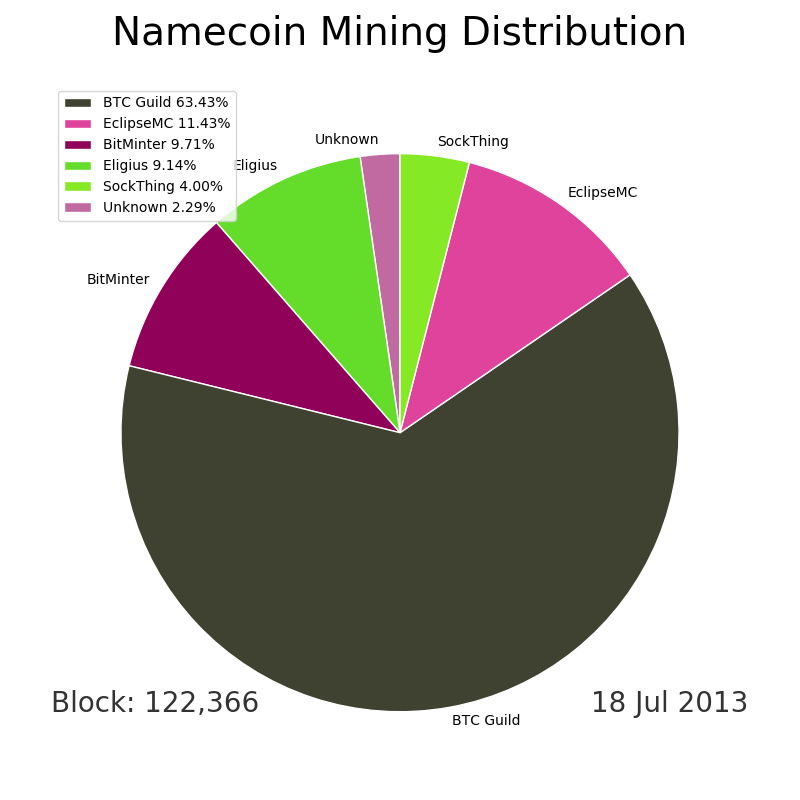 Namecoin Mining Distribution
BTC Guild 63.43%
EclipseMC 11.43%
BitMinter 9.71%
Eligius 9.14%
SockThing 4.00%
Unknown 2.29%
Unknown
SockThing
Eligius
EclipseMC
BitMinter
Block: 122,366
18 Jul 2013
BTC Guild